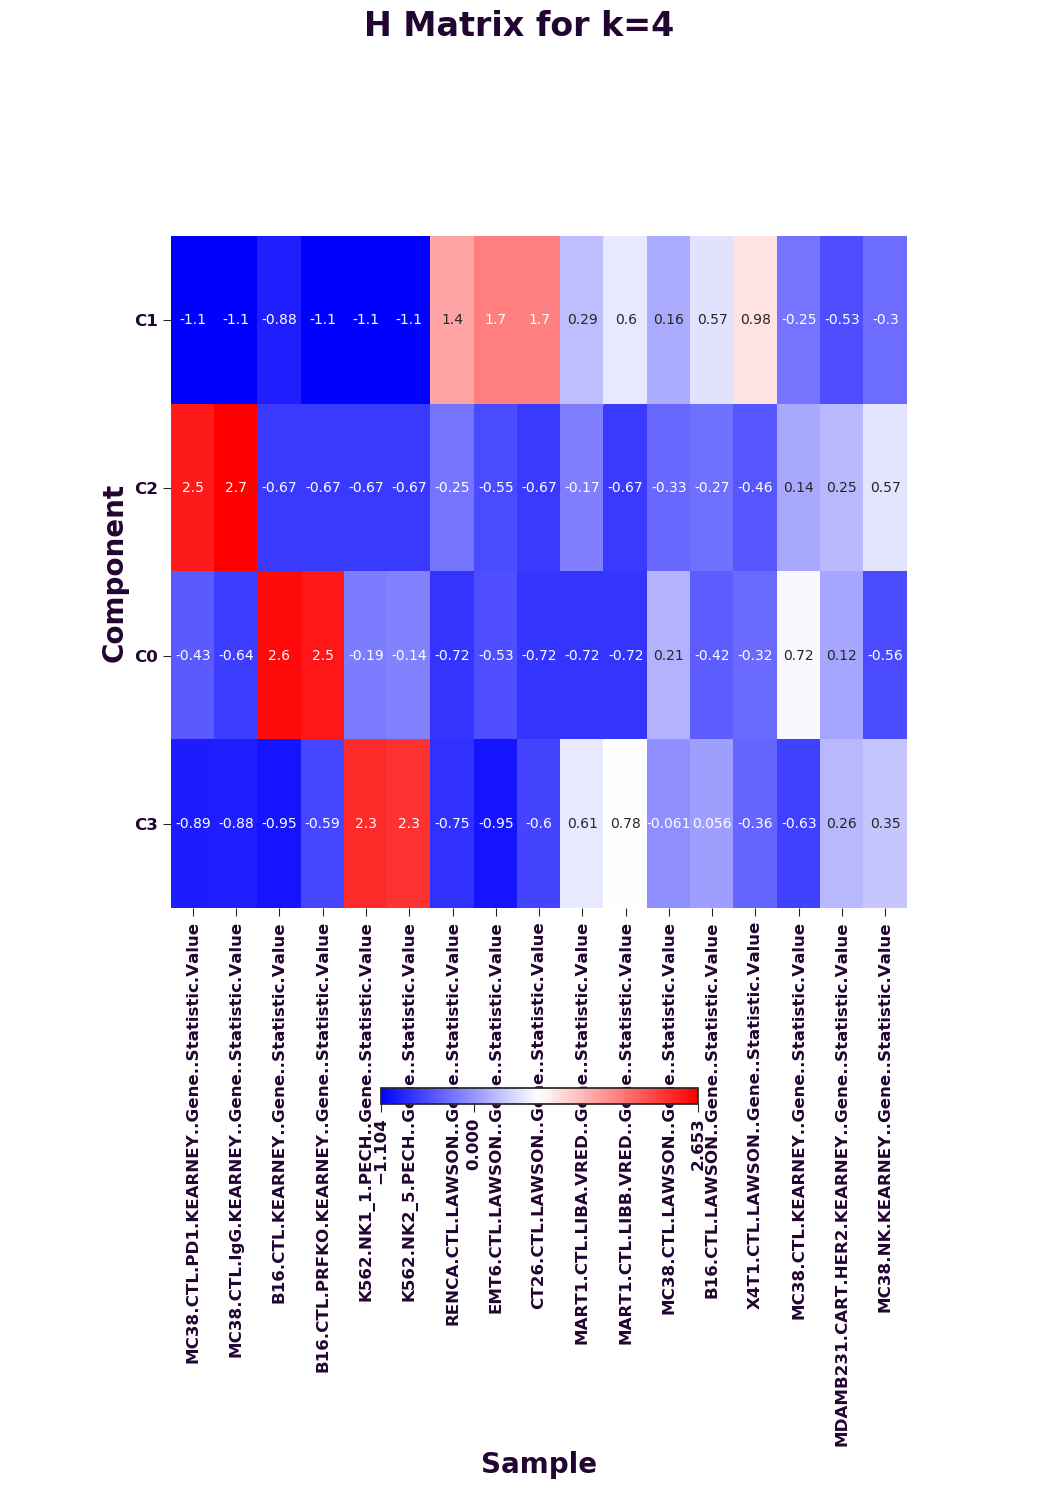 H Matrix for k=4
Component
C1 -1.1 -1.1 -0.88 -1.1 -1.1 -1.1 1.4 1.7 1.7 0.29 0.6 0.16 0.57 0.98 -0.25 -0.53 -0.3
C2 2.5 2.7 -0.67 -0.67 -0.67 -0.67 -0.25 -0.55 -0.67 -0.17 -0.67 -0.33 -0.27 -0.46 0.14 0.25 0.57
C0 -0.43 -0.64 2.6 2.5 -0.19 -0.14 -0.72 -0.53 -0.72 -0.72 -0.72 0.21 -0.42 -0.32 0.72 0.12 -0.56
C3 -0.89 -0.88 -0.95 -0.59 2.3 2.3 -0.75 -0.95 -0.6 0.61 0.78 -0.061 0.056 -0.36 -0.63 0.26 0.35
MC38.CTL.PD1.KEARNEY..Gene..Statistic.Value
MC38.CTL.IgG.KEARNEY..Gene..Statistic.Value
B16.CTL.KEARNEY..Gene..Statistic.Value
B16.CTL.PRFKO.KEARNEY..Gene..Statistic.Value
K562.NK1_1.PECH..Gene..Statistic.Value
K562.NK2_5.PECH..Gene..Statistic.Value
RENCA.CTL.LAWSON..Gene..Statistic.Value
EMT6.CTL.LAWSON..Gene..Statistic.Value
CT26.CTL.LAWSON..Gene..Statistic.Value
MART1.CTL.LIBA.VRED..Gene..Statistic.Value
MART1.CTL.LIBB.VRED..Gene..Statistic.Value
MC38.CTL.LAWSON..Gene..Statistic.Value
B16.CTL.LAWSON..Gene..Statistic.Value
X4T1.CTL.LAWSON..Gene..Statistic.Value
MC38.CTL.KEARNEY..Gene..Statistic.Value
MDAMB231.CART.HER2.KEARNEY..Gene..Statistic.Value
MC38.NK.KEARNEY..Gene..Statistic.Value
−1.104
0.000
2.653
Sample